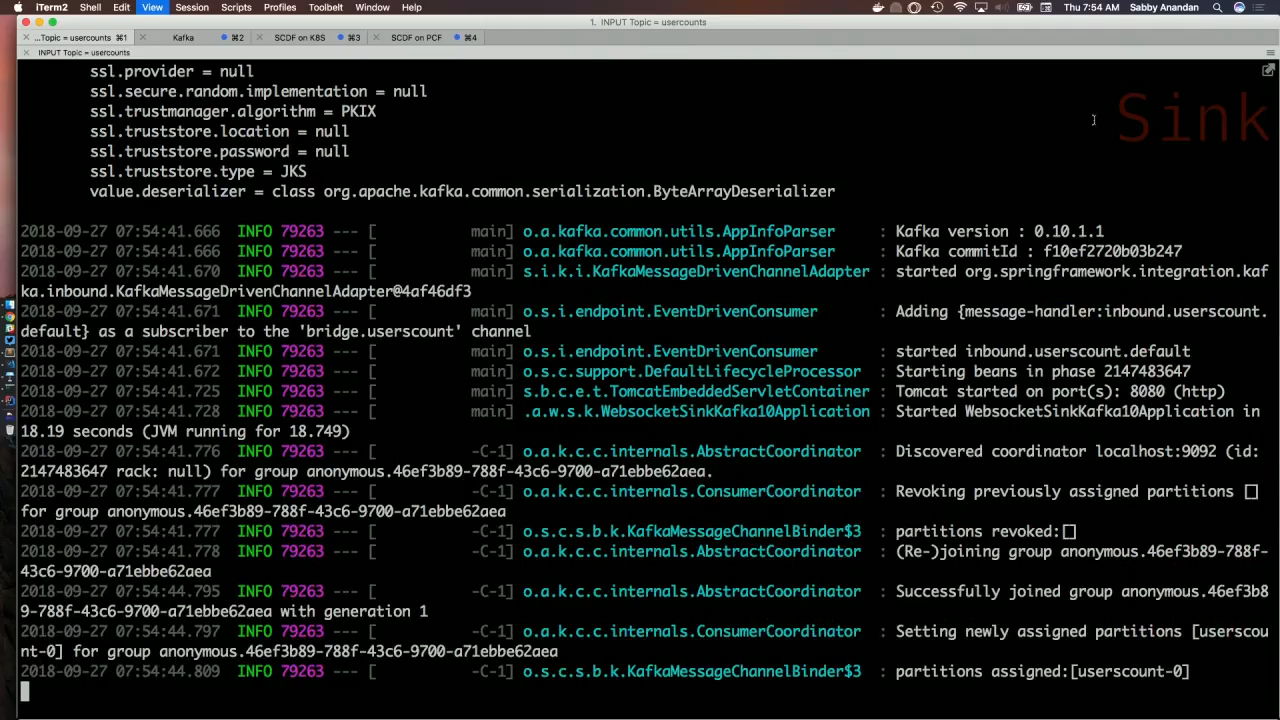 iTerm2 Shell Edit View Session Scripts Profiles Toolbelt Window Help Thu 7:54 AM Sabby Anandan
1. INPUT Topic = usercounts
...Topic = usercounts ⌘1 Kafka ⌘2 SCDF on K8S ⌘3 SCDF on PCF ⌘4
INPUT Topic = usercounts
Sink
ssl.provider = null
ssl.secure.random.implementation = null
ssl.trustmanager.algorithm = PKIX
ssl.truststore.location = null
ssl.truststore.password = null
ssl.truststore.type = JKS
value.deserializer = class org.apache.kafka.common.serialization.ByteArrayDeserializer
2018-09-27 07:54:41.666 INFO 79263 --- [ main] o.a.kafka.common.utils.AppInfoParser : Kafka version : 0.10.1.1
2018-09-27 07:54:41.666 INFO 79263 --- [ main] o.a.kafka.common.utils.AppInfoParser : Kafka commitId : f10ef2720b03b247
2018-09-27 07:54:41.670 INFO 79263 --- [ main] s.i.k.i.KafkaMessageDrivenChannelAdapter : started org.springframework.integration.kaf
ka.inbound.KafkaMessageDrivenChannelAdapter@4af46df3
2018-09-27 07:54:41.671 INFO 79263 --- [ main] o.s.i.endpoint.EventDrivenConsumer : Adding {message-handler:inbound.userscount.
default} as a subscriber to the 'bridge.userscount' channel
2018-09-27 07:54:41.671 INFO 79263 --- [ main] o.s.i.endpoint.EventDrivenConsumer : started inbound.userscount.default
2018-09-27 07:54:41.672 INFO 79263 --- [ main] o.s.c.support.DefaultLifecycleProcessor : Starting beans in phase 2147483647
2018-09-27 07:54:41.725 INFO 79263 --- [ main] s.b.c.e.t.TomcatEmbeddedServletContainer : Tomcat started on port(s): 8080 (http)
2018-09-27 07:54:41.728 INFO 79263 --- [ main] .a.w.s.k.WebsocketSinkKafka10Application : Started WebsocketSinkKafka10Application in
18.19 seconds (JVM running for 18.749)
2018-09-27 07:54:41.776 INFO 79263 --- [ -C-1] o.a.k.c.c.internals.AbstractCoordinator : Discovered coordinator localhost:9092 (id:
2147483647 rack: null) for group anonymous.46ef3b89-788f-43c6-9700-a71ebbe62aea.
2018-09-27 07:54:41.777 INFO 79263 --- [ -C-1] o.a.k.c.c.internals.ConsumerCoordinator : Revoking previously assigned partitions []
for group anonymous.46ef3b89-788f-43c6-9700-a71ebbe62aea
2018-09-27 07:54:41.777 INFO 79263 --- [ -C-1] o.s.c.s.b.k.KafkaMessageChannelBinder$3 : partitions revoked:[]
2018-09-27 07:54:41.778 INFO 79263 --- [ -C-1] o.a.k.c.c.internals.AbstractCoordinator : (Re-)joining group anonymous.46ef3b89-788f-
43c6-9700-a71ebbe62aea
2018-09-27 07:54:44.795 INFO 79263 --- [ -C-1] o.a.k.c.c.internals.AbstractCoordinator : Successfully joined group anonymous.46ef3b8
9-788f-43c6-9700-a71ebbe62aea with generation 1
2018-09-27 07:54:44.797 INFO 79263 --- [ -C-1] o.a.k.c.c.internals.ConsumerCoordinator : Setting newly assigned partitions [userscou
nt-0] for group anonymous.46ef3b89-788f-43c6-9700-a71ebbe62aea
2018-09-27 07:54:44.809 INFO 79263 --- [ -C-1] o.s.c.s.b.k.KafkaMessageChannelBinder$3 : partitions assigned:[userscount-0]